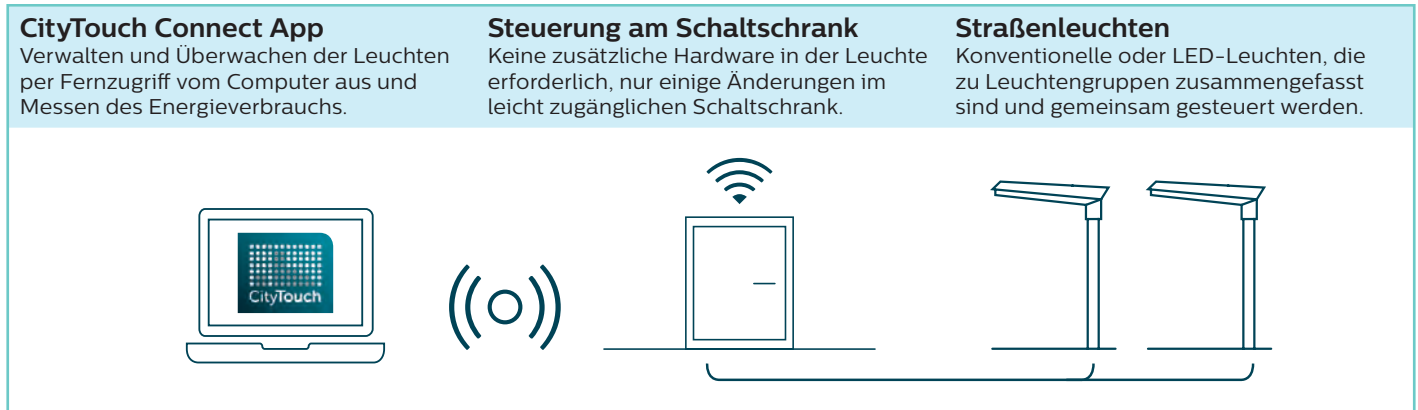 CityTouch Connect App
Verwalten und Überwachen der Leuchten
per Fernzugriff vom Computer aus und
Messen des Energieverbrauchs.
Steuerung am Schaltschrank
Keine zusätzliche Hardware in der Leuchte
erforderlich, nur einige Änderungen im
leicht zugänglichen Schaltschrank.
Straßenleuchten
Konventionelle oder LED-Leuchten, die
zu Leuchtengruppen zusammengefasst
sind und gemeinsam gesteuert werden.
CityTouch